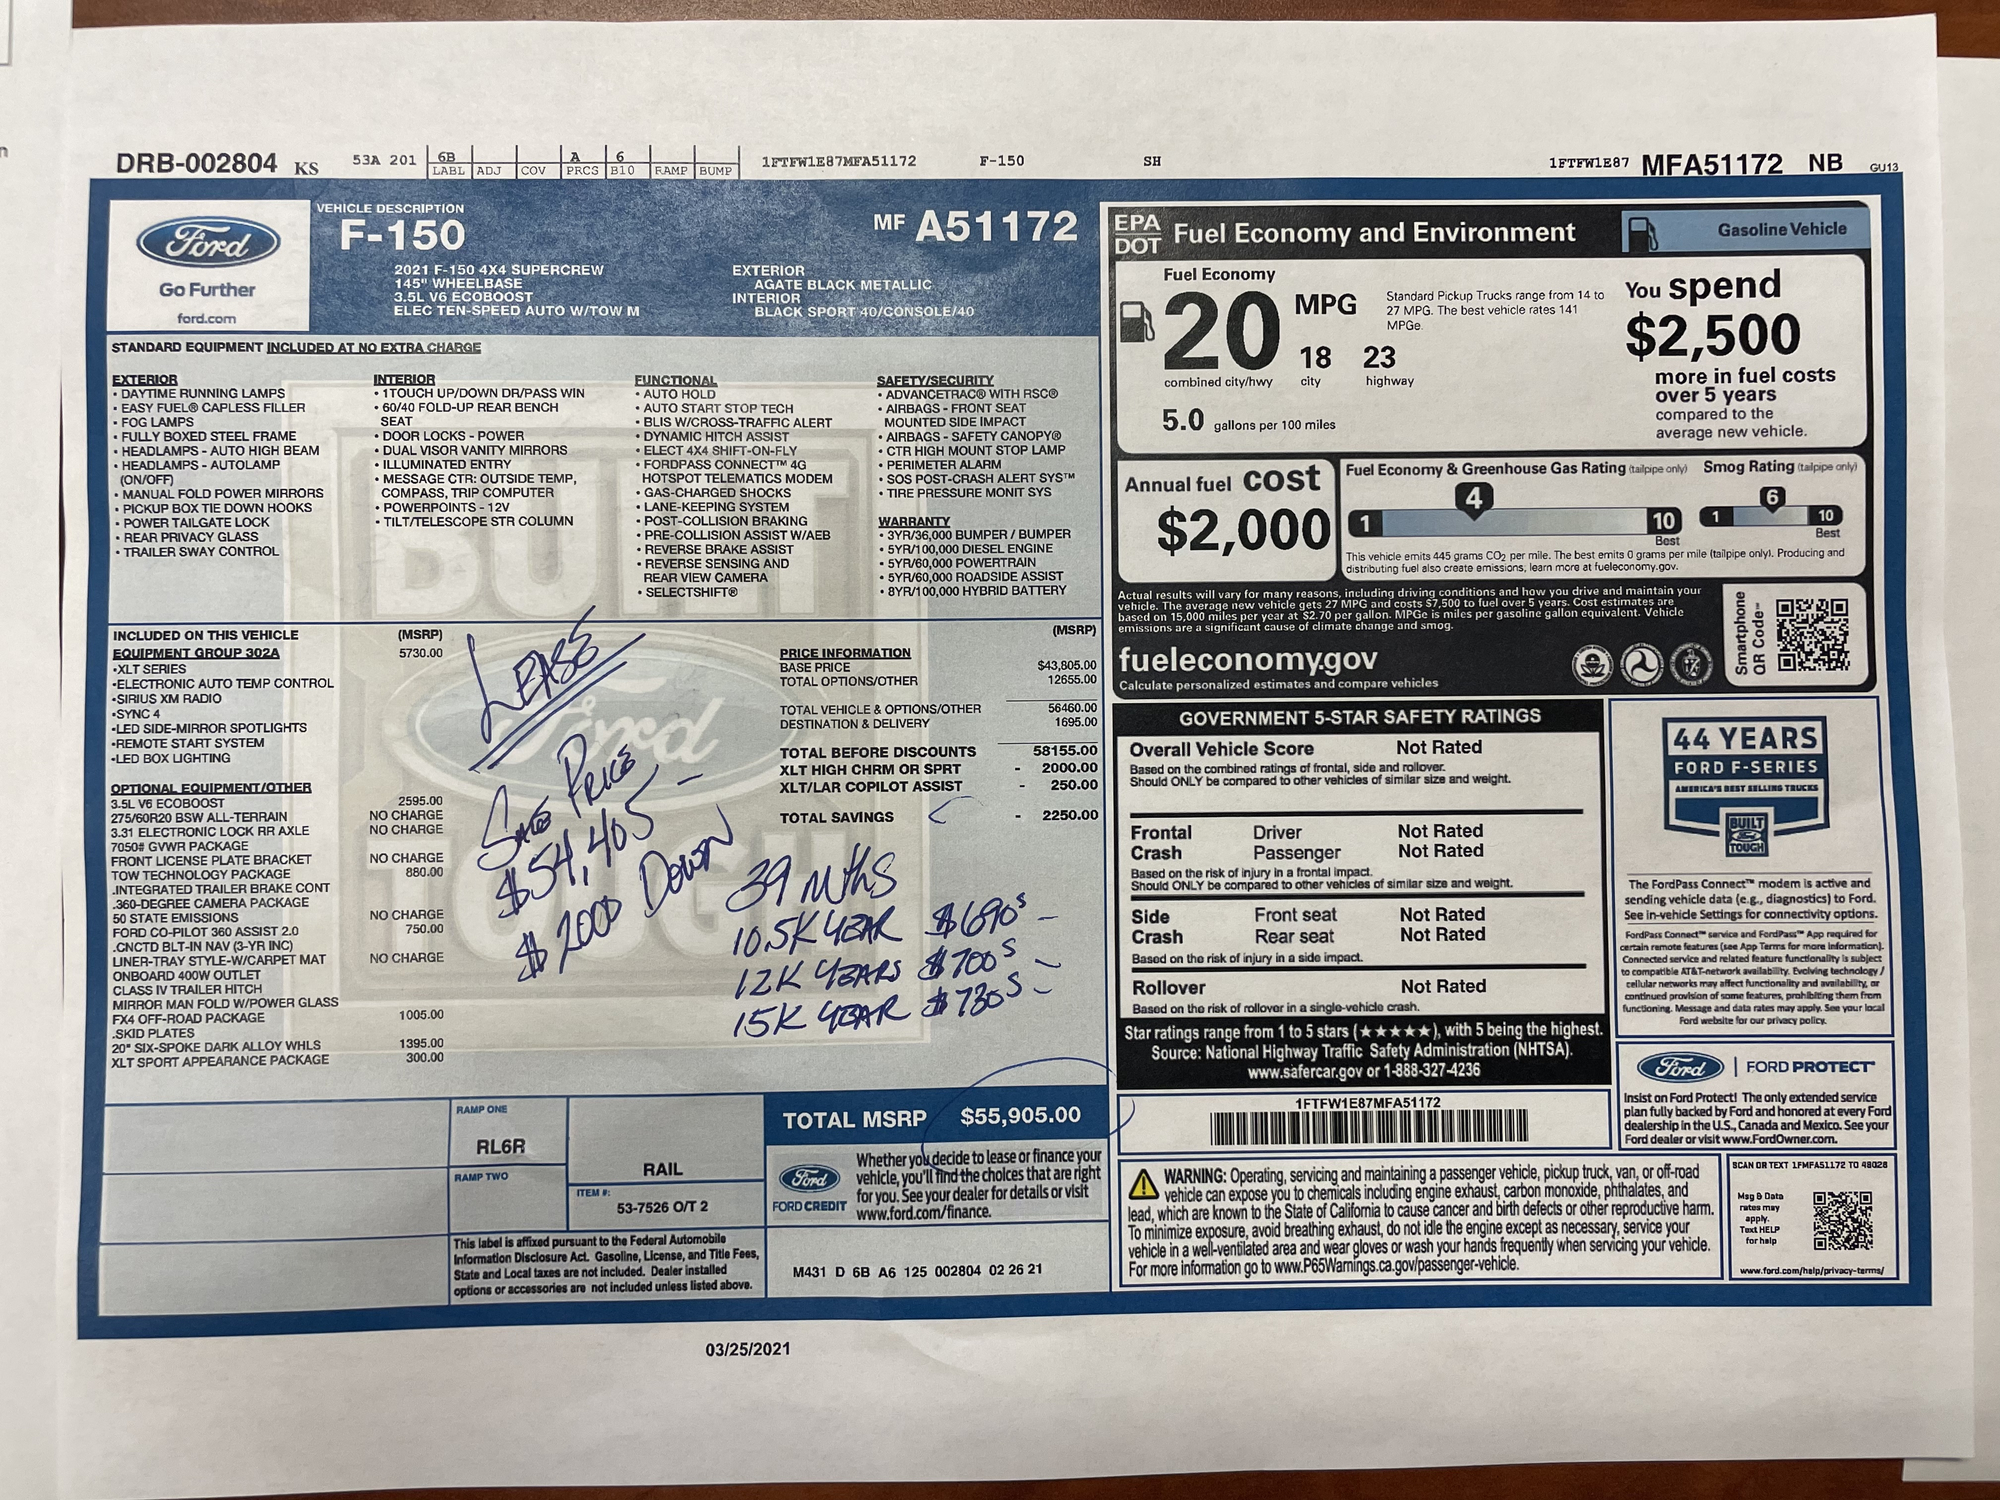 DRB-002804 KS 53A 201 6B A 6 1FTFW1E87MFA51172 F-150 SH 1FTFW1E87 MFA51172 NB GU13
LABL ADJ COV PRCS B10 RAMP BUMP
Ford
Go Further
ford.com
VEHICLE DESCRIPTION
F-150
MF A51172
2021 F-150 4X4 SUPERCREW
145" WHEELBASE
3.5L V6 ECOBOOST
ELEC TEN-SPEED AUTO W/TOW M
EXTERIOR
AGATE BLACK METALLIC
INTERIOR
BLACK SPORT 40/CONSOLE/40
STANDARD EQUIPMENT INCLUDED AT NO EXTRA CHARGE
EXTERIOR
• DAYTIME RUNNING LAMPS
• EASY FUEL® CAPLESS FILLER
• FOG LAMPS
• FULLY BOXED STEEL FRAME
• HEADLAMPS - AUTO HIGH BEAM
• HEADLAMPS - AUTOLAMP
(ON/OFF)
• MANUAL FOLD POWER MIRRORS
• PICKUP BOX TIE DOWN HOOKS
• POWER TAILGATE LOCK
• REAR PRIVACY GLASS
• TRAILER SWAY CONTROL
INTERIOR
• 1TOUCH UP/DOWN DR/PASS WIN
• 60/40 FOLD-UP REAR BENCH
SEAT
• DOOR LOCKS - POWER
• DUAL VISOR VANITY MIRRORS
• ILLUMINATED ENTRY
• MESSAGE CTR: OUTSIDE TEMP,
COMPASS, TRIP COMPUTER
• POWERPOINTS - 12V
• TILT/TELESCOPE STR COLUMN
FUNCTIONAL
• AUTO HOLD
• AUTO START STOP TECH
• BLIS W/CROSS-TRAFFIC ALERT
• DYNAMIC HITCH ASSIST
• ELECT 4X4 SHIFT-ON-FLY
• FORDPASS CONNECT™ 4G
HOTSPOT TELEMATICS MODEM
• GAS-CHARGED SHOCKS
• LANE-KEEPING SYSTEM
• POST-COLLISION BRAKING
• PRE-COLLISION ASSIST W/AEB
• REVERSE BRAKE ASSIST
• REVERSE SENSING AND
REAR VIEW CAMERA
• SELECTSHIFT®
SAFETY/SECURITY
• ADVANCETRAC® WITH RSC®
• AIRBAGS - FRONT SEAT
MOUNTED SIDE IMPACT
• AIRBAGS - SAFETY CANOPY®
• CTR HIGH MOUNT STOP LAMP
• PERIMETER ALARM
• SOS POST-CRASH ALERT SYS™
• TIRE PRESSURE MONIT SYS
WARRANTY
• 3YR/36,000 BUMPER / BUMPER
• 5YR/100,000 DIESEL ENGINE
• 5YR/60,000 POWERTRAIN
• 5YR/60,000 ROADSIDE ASSIST
• 8YR/100,000 HYBRID BATTERY
INCLUDED ON THIS VEHICLE (MSRP)
EQUIPMENT GROUP 302A 5730.00
•XLT SERIES
•ELECTRONIC AUTO TEMP CONTROL
•SIRIUS XM RADIO
•SYNC 4
•LED SIDE-MIRROR SPOTLIGHTS
•REMOTE START SYSTEM
•LED BOX LIGHTING
OPTIONAL EQUIPMENT/OTHER
3.5L V6 ECOBOOST 2595.00
275/60R20 BSW ALL-TERRAIN NO CHARGE
3.31 ELECTRONIC LOCK RR AXLE NO CHARGE
7050# GVWR PACKAGE
FRONT LICENSE PLATE BRACKET NO CHARGE
TOW TECHNOLOGY PACKAGE 880.00
.INTEGRATED TRAILER BRAKE CONT
.360-DEGREE CAMERA PACKAGE
50 STATE EMISSIONS NO CHARGE
FORD CO-PILOT 360 ASSIST 2.0 750.00
.CNCTD BLT-IN NAV (3-YR INC)
LINER-TRAY STYLE-W/CARPET MAT NO CHARGE
ONBOARD 400W OUTLET
CLASS IV TRAILER HITCH
MIRROR MAN FOLD W/POWER GLASS
FX4 OFF-ROAD PACKAGE 1005.00
.SKID PLATES
20" SIX-SPOKE DARK ALLOY WHLS 1395.00
XLT SPORT APPEARANCE PACKAGE 300.00
BUILT
Ford
TOUGH
LEASE
SALE PRICE
$54,405 -
$2000 DOWN
39 MTHS
10.5K YEAR $690s -
12K YEARS $700s -
15K YEAR $730s -
(MSRP)
PRICE INFORMATION
BASE PRICE $43,805.00
TOTAL OPTIONS/OTHER 12655.00
TOTAL VEHICLE & OPTIONS/OTHER 56460.00
DESTINATION & DELIVERY 1695.00
TOTAL BEFORE DISCOUNTS 58155.00
XLT HIGH CHRM OR SPRT - 2000.00
XLT/LAR COPILOT ASSIST - 250.00
TOTAL SAVINGS - 2250.00
TOTAL MSRP $55,905.00
RAMP ONE
RL6R
RAMP TWO
RAIL
ITEM #:
53-7526 O/T 2
Ford
FORD CREDIT
Whether you decide to lease or finance your
vehicle, you'll find the choices that are right
for you. See your dealer for details or visit
www.ford.com/finance.
This label is affixed pursuant to the Federal Automobile
Information Disclosure Act. Gasoline, License, and Title Fees,
State and Local taxes are not included. Dealer installed
options or accessories are not included unless listed above.
M431 D 6B A6 125 002804 02 26 21
EPA
DOT
Fuel Economy and Environment
Gasoline Vehicle
Fuel Economy
20 MPG
18 23
combined city/hwy city highway
5.0 gallons per 100 miles
Standard Pickup Trucks range from 14 to
27 MPG. The best vehicle rates 141
MPGe.
You spend
$2,500
more in fuel costs
over 5 years
compared to the
average new vehicle.
Annual fuel cost
$2,000
Fuel Economy & Greenhouse Gas Rating (tailpipe only)
4
1 10
Best
Smog Rating (tailpipe only)
6
1 10
Best
This vehicle emits 445 grams CO2 per mile. The best emits 0 grams per mile (tailpipe only). Producing and
distributing fuel also create emissions; learn more at fueleconomy.gov.
Actual results will vary for many reasons, including driving conditions and how you drive and maintain your
vehicle. The average new vehicle gets 27 MPG and costs $7,500 to fuel over 5 years. Cost estimates are
based on 15,000 miles per year at $2.70 per gallon. MPGe is miles per gasoline gallon equivalent. Vehicle
emissions are a significant cause of climate change and smog.
fueleconomy.gov
Calculate personalized estimates and compare vehicles
Smartphone
QR Code™
GOVERNMENT 5-STAR SAFETY RATINGS
Overall Vehicle Score Not Rated
Based on the combined ratings of frontal, side and rollover.
Should ONLY be compared to other vehicles of similar size and weight.
Frontal Driver Not Rated
Crash Passenger Not Rated
Based on the risk of injury in a frontal impact.
Should ONLY be compared to other vehicles of similar size and weight.
Side Front seat Not Rated
Crash Rear seat Not Rated
Based on the risk of injury in a side impact.
Rollover Not Rated
Based on the risk of rollover in a single-vehicle crash.
Star ratings range from 1 to 5 stars (★★★★★), with 5 being the highest.
Source: National Highway Traffic Safety Administration (NHTSA).
www.safercar.gov or 1-888-327-4236
44 YEARS
FORD F-SERIES
AMERICA'S BEST SELLING TRUCKS
BUILT
Ford
TOUGH
The FordPass Connect™ modem is active and
sending vehicle data (e.g., diagnostics) to Ford.
See in-vehicle Settings for connectivity options.
FordPass Connect™ service and FordPass™ App required for
certain remote features (see App Terms for more information).
Connected service and related feature functionality is subject
to compatible AT&T-network availability. Evolving technology /
cellular networks may affect functionality and availability, or
continued provision of some features, prohibiting them from
functioning. Message and data rates may apply. See your local
Ford website for our privacy policy.
Ford | FORD PROTECT
Insist on Ford Protect! The only extended service
plan fully backed by Ford and honored at every Ford
dealership in the U.S., Canada and Mexico. See your
Ford dealer or visit www.FordOwner.com.
1FTFW1E87MFA51172
WARNING: Operating, servicing and maintaining a passenger vehicle, pickup truck, van, or off-road
vehicle can expose you to chemicals including engine exhaust, carbon monoxide, phthalates, and
lead, which are known to the State of California to cause cancer and birth defects or other reproductive harm.
To minimize exposure, avoid breathing exhaust, do not idle the engine except as necessary, service your
vehicle in a well-ventilated area and wear gloves or wash your hands frequently when servicing your vehicle.
For more information go to www.P65Warnings.ca.gov/passenger-vehicle.
SCAN OR TEXT 1FMFA51172 TO 48028
Msg & Data
rates may
apply.
Text HELP
for help
www.ford.com/help/privacy-terms/
03/25/2021